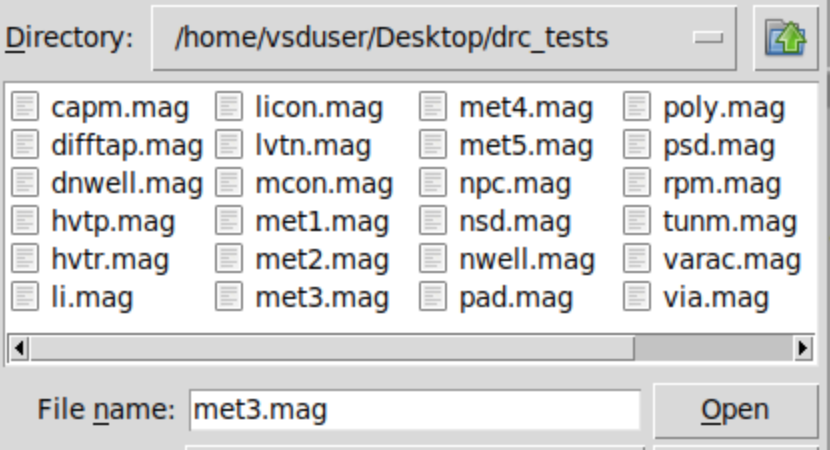 Directory: /home/vsduser/Desktop/drc_tests
capm.mag licon.mag met4.mag poly.mag
difftap.mag lvtn.mag met5.mag psd.mag
dnwell.mag mcon.mag npc.mag rpm.mag
hvtp.mag met1.mag nsd.mag tunm.mag
hvtr.mag met2.mag nwell.mag varac.mag
li.mag met3.mag pad.mag via.mag
File name: met3.mag Open